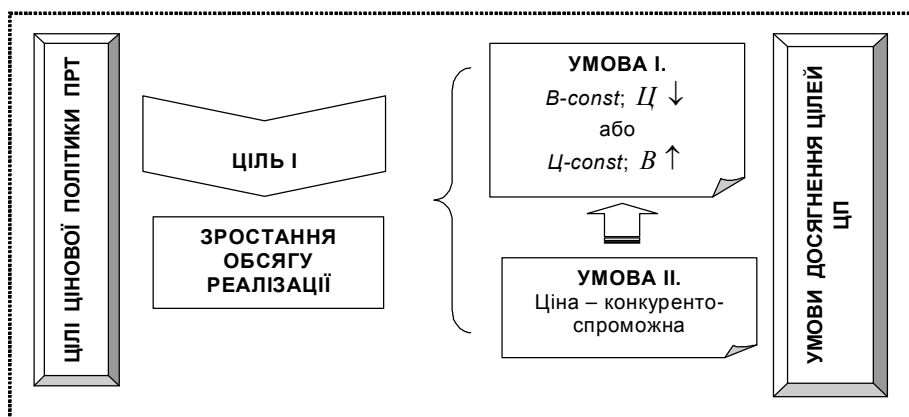 ЦІЛІ ЦІНОВОЇ ПОЛІТИКИ ПРТ
ЦІЛЬ І
ЗРОСТАННЯ
ОБСЯГУ
РЕАЛІЗАЦІЇ
УМОВА І.
В-const; Ц ↓
або
Ц-const; В ↑
УМОВА ІІ.
Ціна – конкуренто-
спроможна
УМОВИ ДОСЯГНЕННЯ ЦІЛЕЙ
ЦП